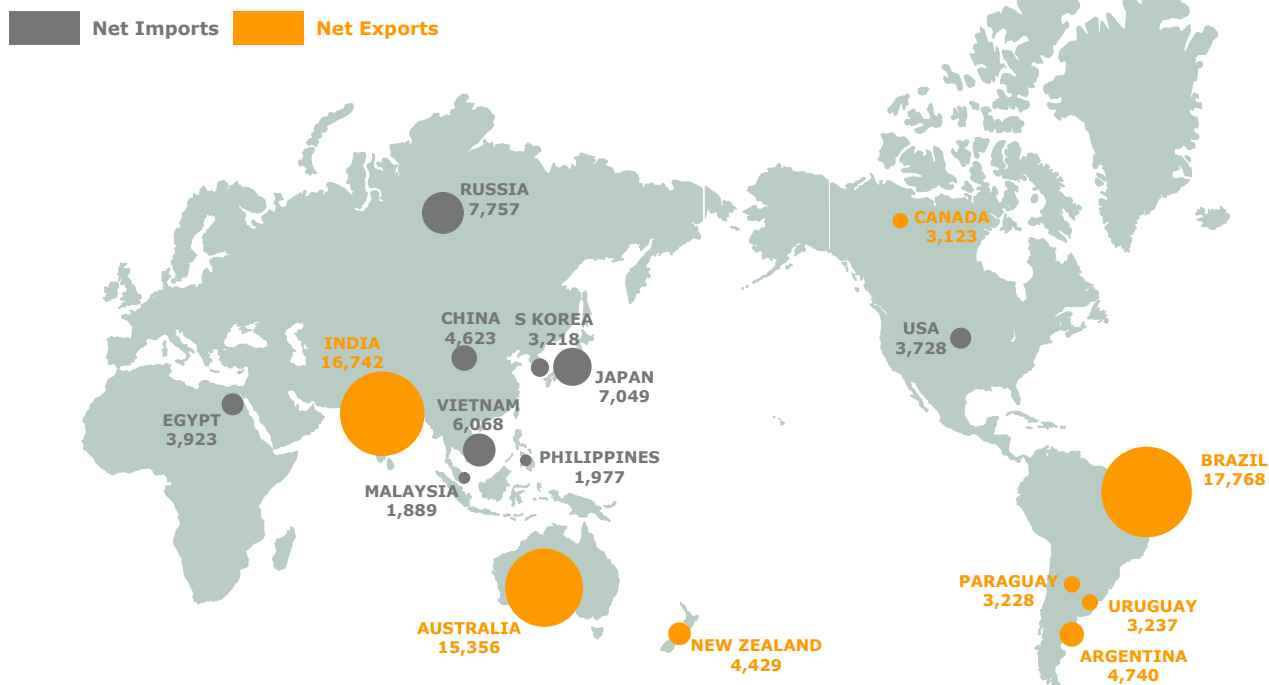 Net Imports
Net Exports
RUSSIA
7,757
CANADA
3,123
CHINA
4,623
S KOREA
3,218
USA
3,728
INDIA
16,742
JAPAN
7,049
VIETNAM
6,068
EGYPT
3,923
PHILIPPINES
1,977
BRAZIL
17,768
MALAYSIA
1,889
PARAGUAY
3,228
URUGUAY
3,237
AUSTRALIA
15,356
NEW ZEALAND
4,429
ARGENTINA
4,740